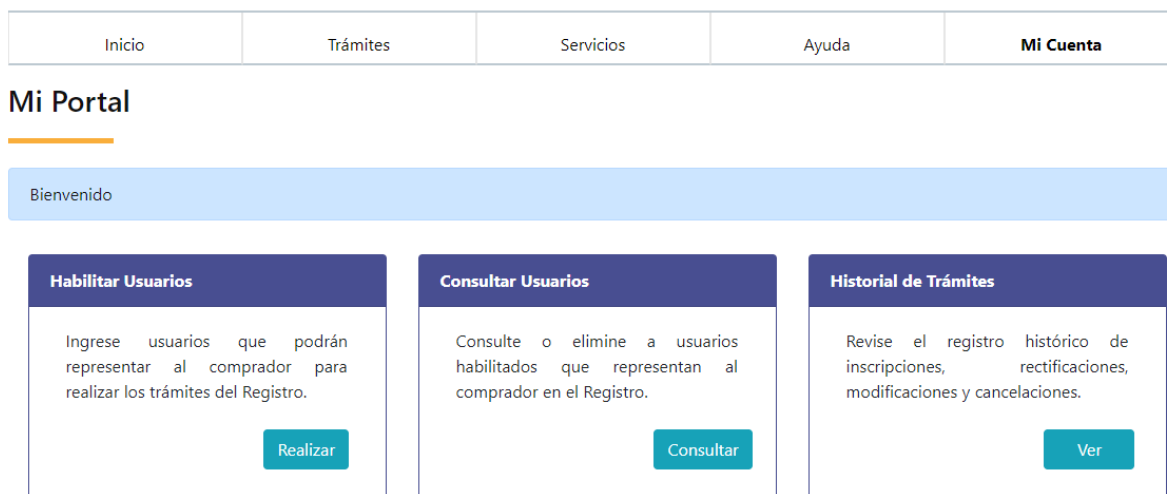 Inicio
Trámites
Servicios
Ayuda
Mi Cuenta
Mi Portal
Bienvenido
Habilitar Usuarios
Ingrese usuarios que podrán
representar al comprador para
realizar los trámites del Registro.
Realizar
Consultar Usuarios
Consulte o elimine a usuarios
habilitados que representan al
comprador en el Registro.
Consultar
Historial de Trámites
Revise el registro histórico de
inscripciones, rectificaciones,
modificaciones y cancelaciones.
Ver